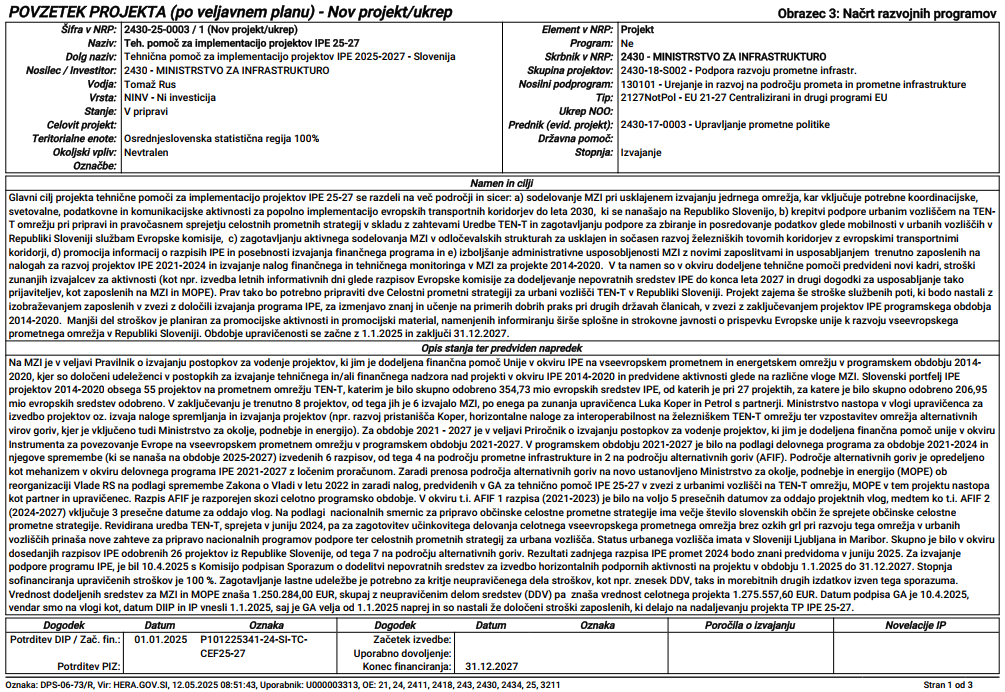 POVZETEK PROJEKTA (po veljavnem planu) - Nov projekt/ukrep
Obrazec 3: Načrt razvojnih programov
Šifra v NRP: 2430-25-0003 / 1 (Nov projekt/ukrep)
Naziv: Teh. pomoč za implementacijo projektov IPE 25-27
Dolg naziv: Tehnična pomoč za implementacijo projektov IPE 2025-2027 - Slovenija
Nosilec / Investitor: 2430 - MINISTRSTVO ZA INFRASTRUKTURO
Vodja: Tomaž Rus
Vrsta: NINV - Ni investicija
Stanje: V pripravi
Celovit projekt:
Teritorialne enote: Osrednjeslovenska statistična regija 100%
Okoljski vpliv: Nevtralen
Označbe:
Element v NRP: Projekt
Program: Ne
Skrbnik v NRP: 2430 - MINISTRSTVO ZA INFRASTRUKTURO
Skupina projektov: 2430-18-S002 - Podpora razvoju prometne infrastr.
Nosilni podprogram: 130101 - Urejanje in razvoj na področju prometa in prometne infrastrukture
Tip: 2127NotPol - EU 21-27 Centralizirani in drugi programi EU
Ukrep NOO:
Prednik (evid. projekt): 2430-17-0003 - Upravljanje prometne politike
Državna pomoč:
Stopnja: Izvajanje
Namen in cilji
Glavni cilj projekta tehnične pomoči za implementacijo projektov IPE 25-27 se razdeli na več področji in sicer: a) sodelovanje MZI pri usklajenem izvajanju jedrnega omrežja, kar vključuje potrebne koordinacijske,
svetovalne, podatkovne in komunikacijske aktivnosti za popolno implementacijo evropskih transportnih koridorjev do leta 2030, ki se nanašajo na Republiko Slovenijo, b) krepitvi podpore urbanim vozliščem na TEN-
T omrežju pri pripravi in pravočasnem sprejetju celostnih prometnih strategij v skladu z zahtevami Uredbe TEN-T in zagotavljanju podpore za zbiranje in posredovanje podatkov glede mobilnosti v urbanih vozliščih v
Republiki Sloveniji službam Evropske komisije, c) zagotavljanju aktivnega sodelovanja MZI v odločevalskih strukturah za usklajen in sočasen razvoj železniških tovornih koridorjev z evropskimi transportnimi
koridorji, d) promocija informacij o razpisih IPE in posebnosti izvajanja finančnega programa in e) izboljšanje administrativne usposobljenosti MZI z novimi zaposlitvami in usposabljanjem trenutno zaposlenih na
nalogah za razvoj projektov IPE 2021-2024 in izvajanje nalog finančnega in tehničnega monitoringa v MZI za projekte 2014-2020. V ta namen so v okviru dodeljene tehnične pomoči predvideni novi kadri, stroški
zunanjih izvajalcev za aktivnosti (kot npr. izvedba letnih informativnih dni glede razpisov Evropske komisije za dodeljevanje nepovratnih sredstev IPE do konca leta 2027 in drugi dogodki za usposabljanje tako
prijaviteljev, kot zaposlenih na MZI in MOPE). Prav tako bo potrebno pripraviti dve Celostni prometni strategiji za urbani vozlišči TEN-T v Republiki Sloveniji. Projekt zajema še stroške službenih poti, ki bodo nastali z
izobraževanjem zaposlenih v zvezi z določili izvajanja programa IPE, za izmenjavo znanj in učenje na primerih dobrih praks pri drugih državah članicah, v zvezi z zaključevanjem projektov IPE programskega obdobja
2014-2020. Manjši del stroškov je planiran za promocijske aktivnosti in promocijski material, namenjenih informiranju širše splošne in strokovne javnosti o prispevku Evropske unije k razvoju vseevropskega
prometnega omrežja v Republiki Sloveniji. Obdobje upravičenosti se začne z 1.1.2025 in zaključi 31.12.2027.
Opis stanja ter predviden napredek
Na MZI je v veljavi Pravilnik o izvajanju postopkov za vodenje projektov, ki jim je dodeljena finančna pomoč Unije v okviru IPE na vseevropskem prometnem in energetskem omrežju v programskem obdobju 2014-
2020, kjer so določeni udeleženci v postopkih za izvajanje tehničnega in/ali finančnega nadzora nad projekti v okviru IPE 2014-2020 in predvidene aktivnosti glede na različne vloge MZI. Slovenski portfelj IPE
projektov 2014-2020 obsega 55 projektov na prometnem omrežju TEN-T, katerim je bilo skupno odobreno 354,73 mio evropskih sredstev IPE, od katerih je pri 27 projektih, za katere je bilo skupno odobreno 206,95
mio evropskih sredstev odobreno. V zaključevanju je trenutno 8 projektov, od tega jih je 6 izvajalo MZI, po enega pa zunanja upravičenca Luka Koper in Petrol s partnerji. Ministrstvo nastopa v vlogi upravičenca za
izvedbo projektov oz. izvaja naloge spremljanja in izvajanja projektov (npr. razvoj pristanišča Koper, horizontalne naloge za interoperabilnost na železniškem TEN-T omrežju ter vzpostavitev omrežja alternativnih
virov goriv, kjer je vključeno tudi Ministrstvo za okolje, podnebje in energijo). Za obdobje 2021 - 2027 je v veljavi Priročnik o izvajanju postopkov za vodenje projektov, ki jim je dodeljena finančna pomoč unije v okviru
Instrumenta za povezovanje Evrope na vseevropskem prometnem omrežju v programskem obdobju 2021-2027. V programskem obdobju 2021-2027 je bilo na podlagi delovnega programa za obdobje 2021-2024 in
njegove spremembe (ki se nanaša na obdobje 2025-2027) izvedenih 6 razpisov, od tega 4 na področju prometne infrastrukture in 2 na področju alternativnih goriv (AFIF). Področje alternativnih goriv je opredeljeno
kot mehanizem v okviru delovnega programa IPE 2021-2027 z ločenim proračunom. Zaradi prenosa področja alternativnih goriv na novo ustanovljeno Ministrstvo za okolje, podnebje in energijo (MOPE) ob
reorganizaciji Vlade RS na podlagi spremembe Zakona o Vladi v letu 2022 in zaradi nalog, predvidenih v GA za tehnično pomoč IPE 25-27 v zvezi z urbanimi vozlišči na TEN-T omrežju, MOPE v tem projektu nastopa
kot partner in upravičenec. Razpis AFIF je razporejen skozi celotno programsko obdobje. V okviru t.i. AFIF 1 razpisa (2021-2023) je bilo na voljo 5 presečnih datumov za oddajo projektnih vlog, medtem ko t.i. AFIF 2
(2024-2027) vključuje 3 presečne datume za oddajo vlog. Na podlagi nacionalnih smernic za pripravo občinske celostne prometne strategije ima večje število slovenskih občin že sprejete občinske celostne
prometne strategije. Revidirana uredba TEN-T, sprejeta v juniju 2024, pa za zagotovitev učinkovitega delovanja celotnega vseevropskega prometnega omrežja brez ozkih grl pri razvoju tega omrežja v urbanih
vozliščih prinaša nove zahteve za pripravo nacionalnih programov podpore ter celostnih prometnih strategij za urbana vozlišča. Status urbanega vozlišča imata v Sloveniji Ljubljana in Maribor. Skupno je bilo v okviru
dosedanjih razpisov IPE odobrenih 26 projektov iz Republike Slovenije, od tega 7 na področju alternativnih goriv. Rezultati zadnjega razpisa IPE promet 2024 bodo znani predvidoma v juniju 2025. Za izvajanje
podpore programu IPE, je bil 10.4.2025 s Komisijo podpisan Sporazum o dodelitvi nepovratnih sredstev za izvedbo horizontalnih podpornih aktivnosti na projektu v obdobju 1.1.2025 do 31.12.2027. Stopnja
sofinanciranja upravičenih stroškov je 100 %. Zagotavljanje lastne udeležbe je potrebno za kritje neupravičenega dela stroškov, kot npr. znesek DDV, taks in morebitnih drugih izdatkov izven tega sporazuma.
Vrednost dodeljenih sredstev za MZI in MOPE znaša 1.250.284,00 EUR, skupaj z neupravičenim delom sredstev (DDV) pa znaša vrednost celotnega projekta 1.275.557,60 EUR. Datum podpisa GA je 10.4.2025,
vendar smo na vlogi kot, datum DIIP in IP vnesli 1.1.2025, saj je GA velja od 1.1.2025 naprej in so nastali že določeni stroški zaposlenih, ki delajo na nadaljevanju projekta TP IPE 25-27.
Dogodek Datum Oznaka Dogodek Datum Oznaka Poročila o izvajanju Novelacije IP
Potrditev DIP / Zač. fin.: 01.01.2025 P101225341-24-SI-TC-
CEF25-27
Začetek izvedbe:
Uporabno dovoljenje:
Potrditev PIZ: Konec financiranja: 31.12.2027
Oznaka: DPS-06-73/R, Vir: HERA.GOV.SI, 12.05.2025 08:51:43, Uporabnik: U000003313, OE: 21, 24, 2411, 2418, 243, 2430, 2434, 25, 3211
Stran 1 od 3